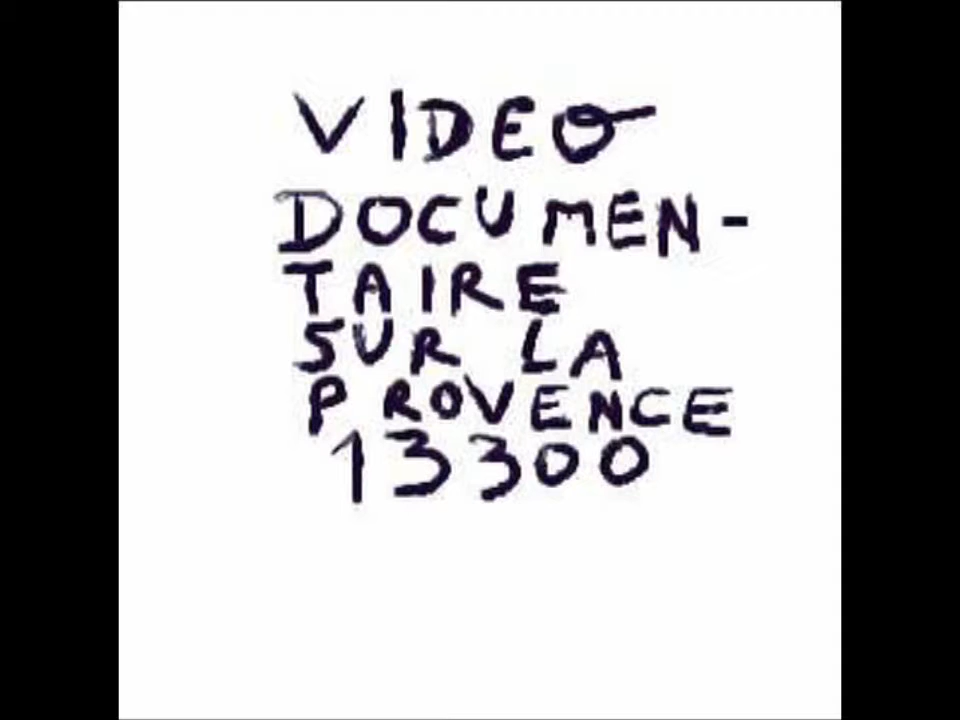 VIDEO
DOCUMEN-
TAIRE
SUR LA
PROVENCE
13300